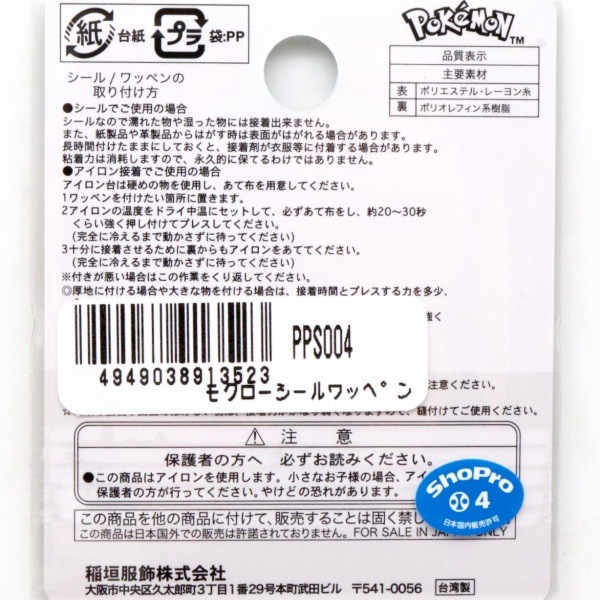 紙 台紙 プラ 袋:PP
POKéMON™
品質表示
主要素材
表 ポリエステル・レーヨン糸
裏 ポリオレフィン系樹脂
シール/ワッペンの
取り付け方
●シールでご使用の場合
シールなので濡れた物や湿った物には接着出来ません。
また、紙製品や革製品からはがす時は表面がはれる場合があります。
長時間付けたままにしておくと、接着剤が衣服等に付着する場合があります。
粘着力は消耗しますので、永久的に保てるわけではありません。
●アイロン接着でご使用の場合
アイロン台は硬めの物を使用し、あて布を用意してください。
1ワッペンを付けたい箇所に置きます。
2アイロンの温度をドライ中温にセットして、必ずあて布をし、約20〜30秒
くらい強く押し付けてプレスしてください。
(完全に冷えるまで動かさずに待ってください)
3十分に接着させるために裏からもアイロンをあててください。
(完全に冷えるまで動かさずに待ってください)
※付きが悪い場合はこの作業をくり返してください。
◎厚地に付ける場合や大きな物を付ける場合は、接着時間とプレスする力を多少、
強く
PPS004
4949038913523
モクローシールワッペン
注意ください。
縫付けてご使用ください。
⚠ 注 意
保護者の方へ 必ずお読みください。
●この商品はアイロンを使用します。小さなお子様の場合、アイ
保護者の方が行ってください。やけどの恐れがあります。
ShoPro
4
日本国内販売許可
この商品を他の商品に付けて、販売することは固く禁じ
この商品は日本国外での販売は許諾されておりません。FOR SALE IN JAPAN ONLY
稲垣服飾株式会社
大阪市中央区久太郎町3丁目1番29号本町武田ビル 〒541-0056 台湾製